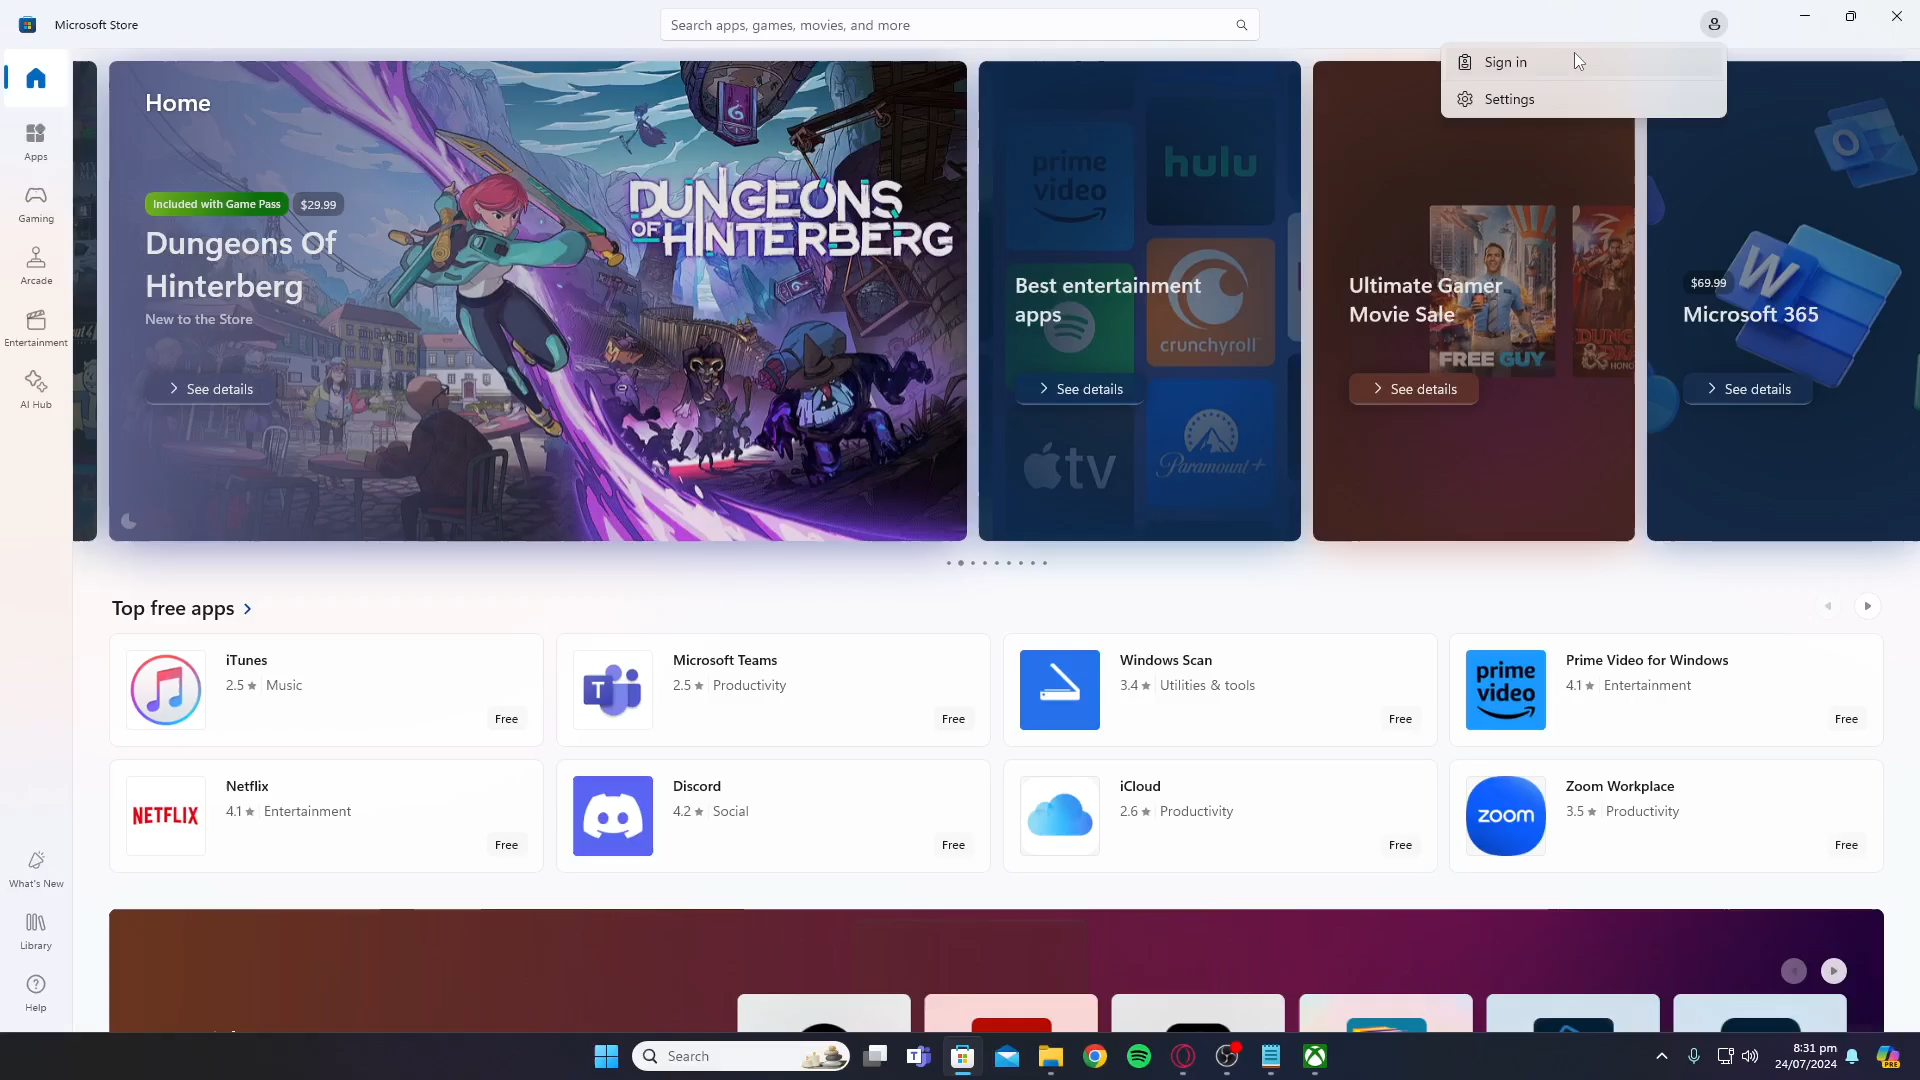 Microsoft Store
Search apps, games, movies, and more
Sign in
Settings
Home
Apps
Gaming
Arcade
Entertainment
AI Hub
What's New
Library
Help
Included with Game Pass
$29.99
Dungeons Of
Hinterberg
New to the Store
See details
DUNGEONS
OF HINTERBERG
prime
video
hulu
Best entertainment
apps
crunchyroll
See details
tv
Paramount+
Ultimate Gamer
Movie Sale
FREE GUY
See details
$69.99
Microsoft 365
See details
Top free apps
iTunes
2.5 ★ Music
Free
Microsoft Teams
2.5 ★ Productivity
Free
Windows Scan
3.4 ★ Utilities & tools
Free
prime
video
Prime Video for Windows
4.1 ★ Entertainment
Free
NETFLIX
Netflix
4.1 ★ Entertainment
Free
Discord
4.2 ★ Social
Free
iCloud
2.6 ★ Productivity
Free
zoom
Zoom Workplace
3.5 ★ Productivity
Free
Search
8:31 pm
24/07/2024
PRE